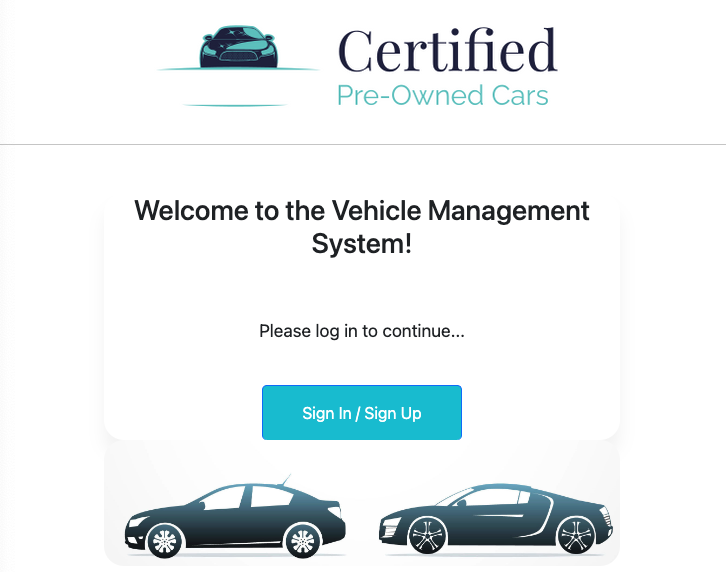 Certified
Pre-Owned Cars
Welcome to the Vehicle Management
System!
Please log in to continue...
Sign In / Sign Up